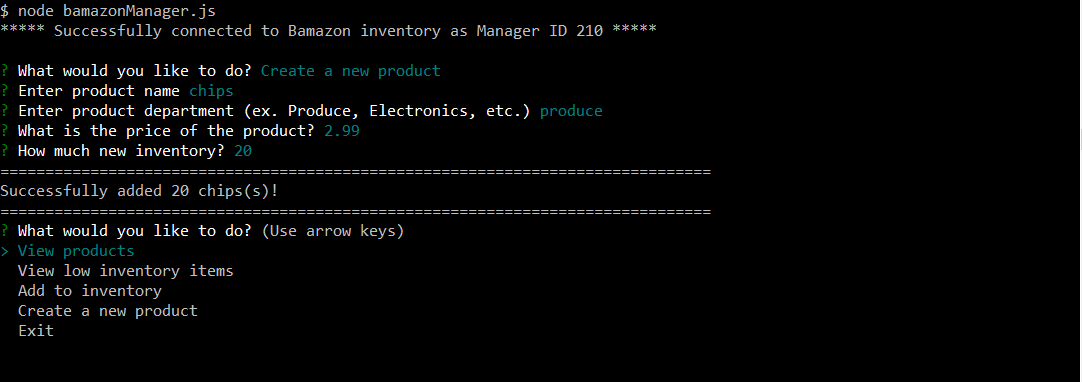 $ node bamazonManager.js
***** Successfully connected to Bamazon inventory as Manager ID 210 *****
? What would you like to do? Create a new product
? Enter product name chips
? Enter product department (ex. Produce, Electronics, etc.) produce
? What is the price of the product? 2.99
? How much new inventory? 20
===============================================================================
Successfully added 20 chips(s)!
===============================================================================
? What would you like to do? (Use arrow keys)
> View products
  View low inventory items
  Add to inventory
  Create a new product
  Exit